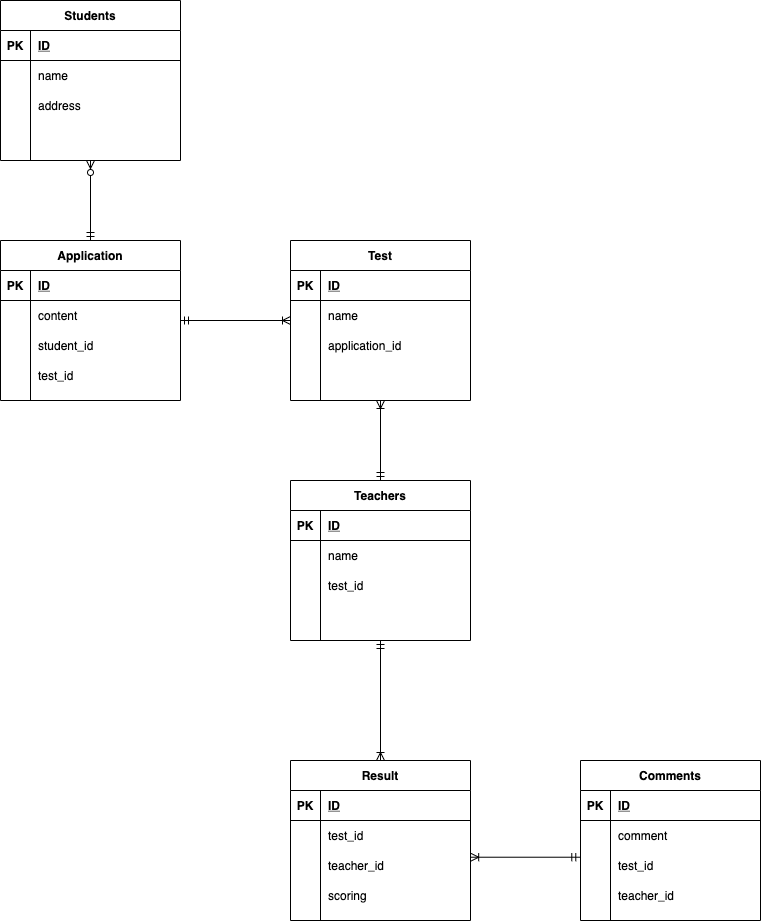 Students
PK ID
name
address
Application
PK ID
content
student_id
test_id
Test
PK ID
name
application_id
Teachers
PK ID
name
test_id
Result
PK ID
test_id
teacher_id
scoring
Comments
PK ID
comment
test_id
teacher_id